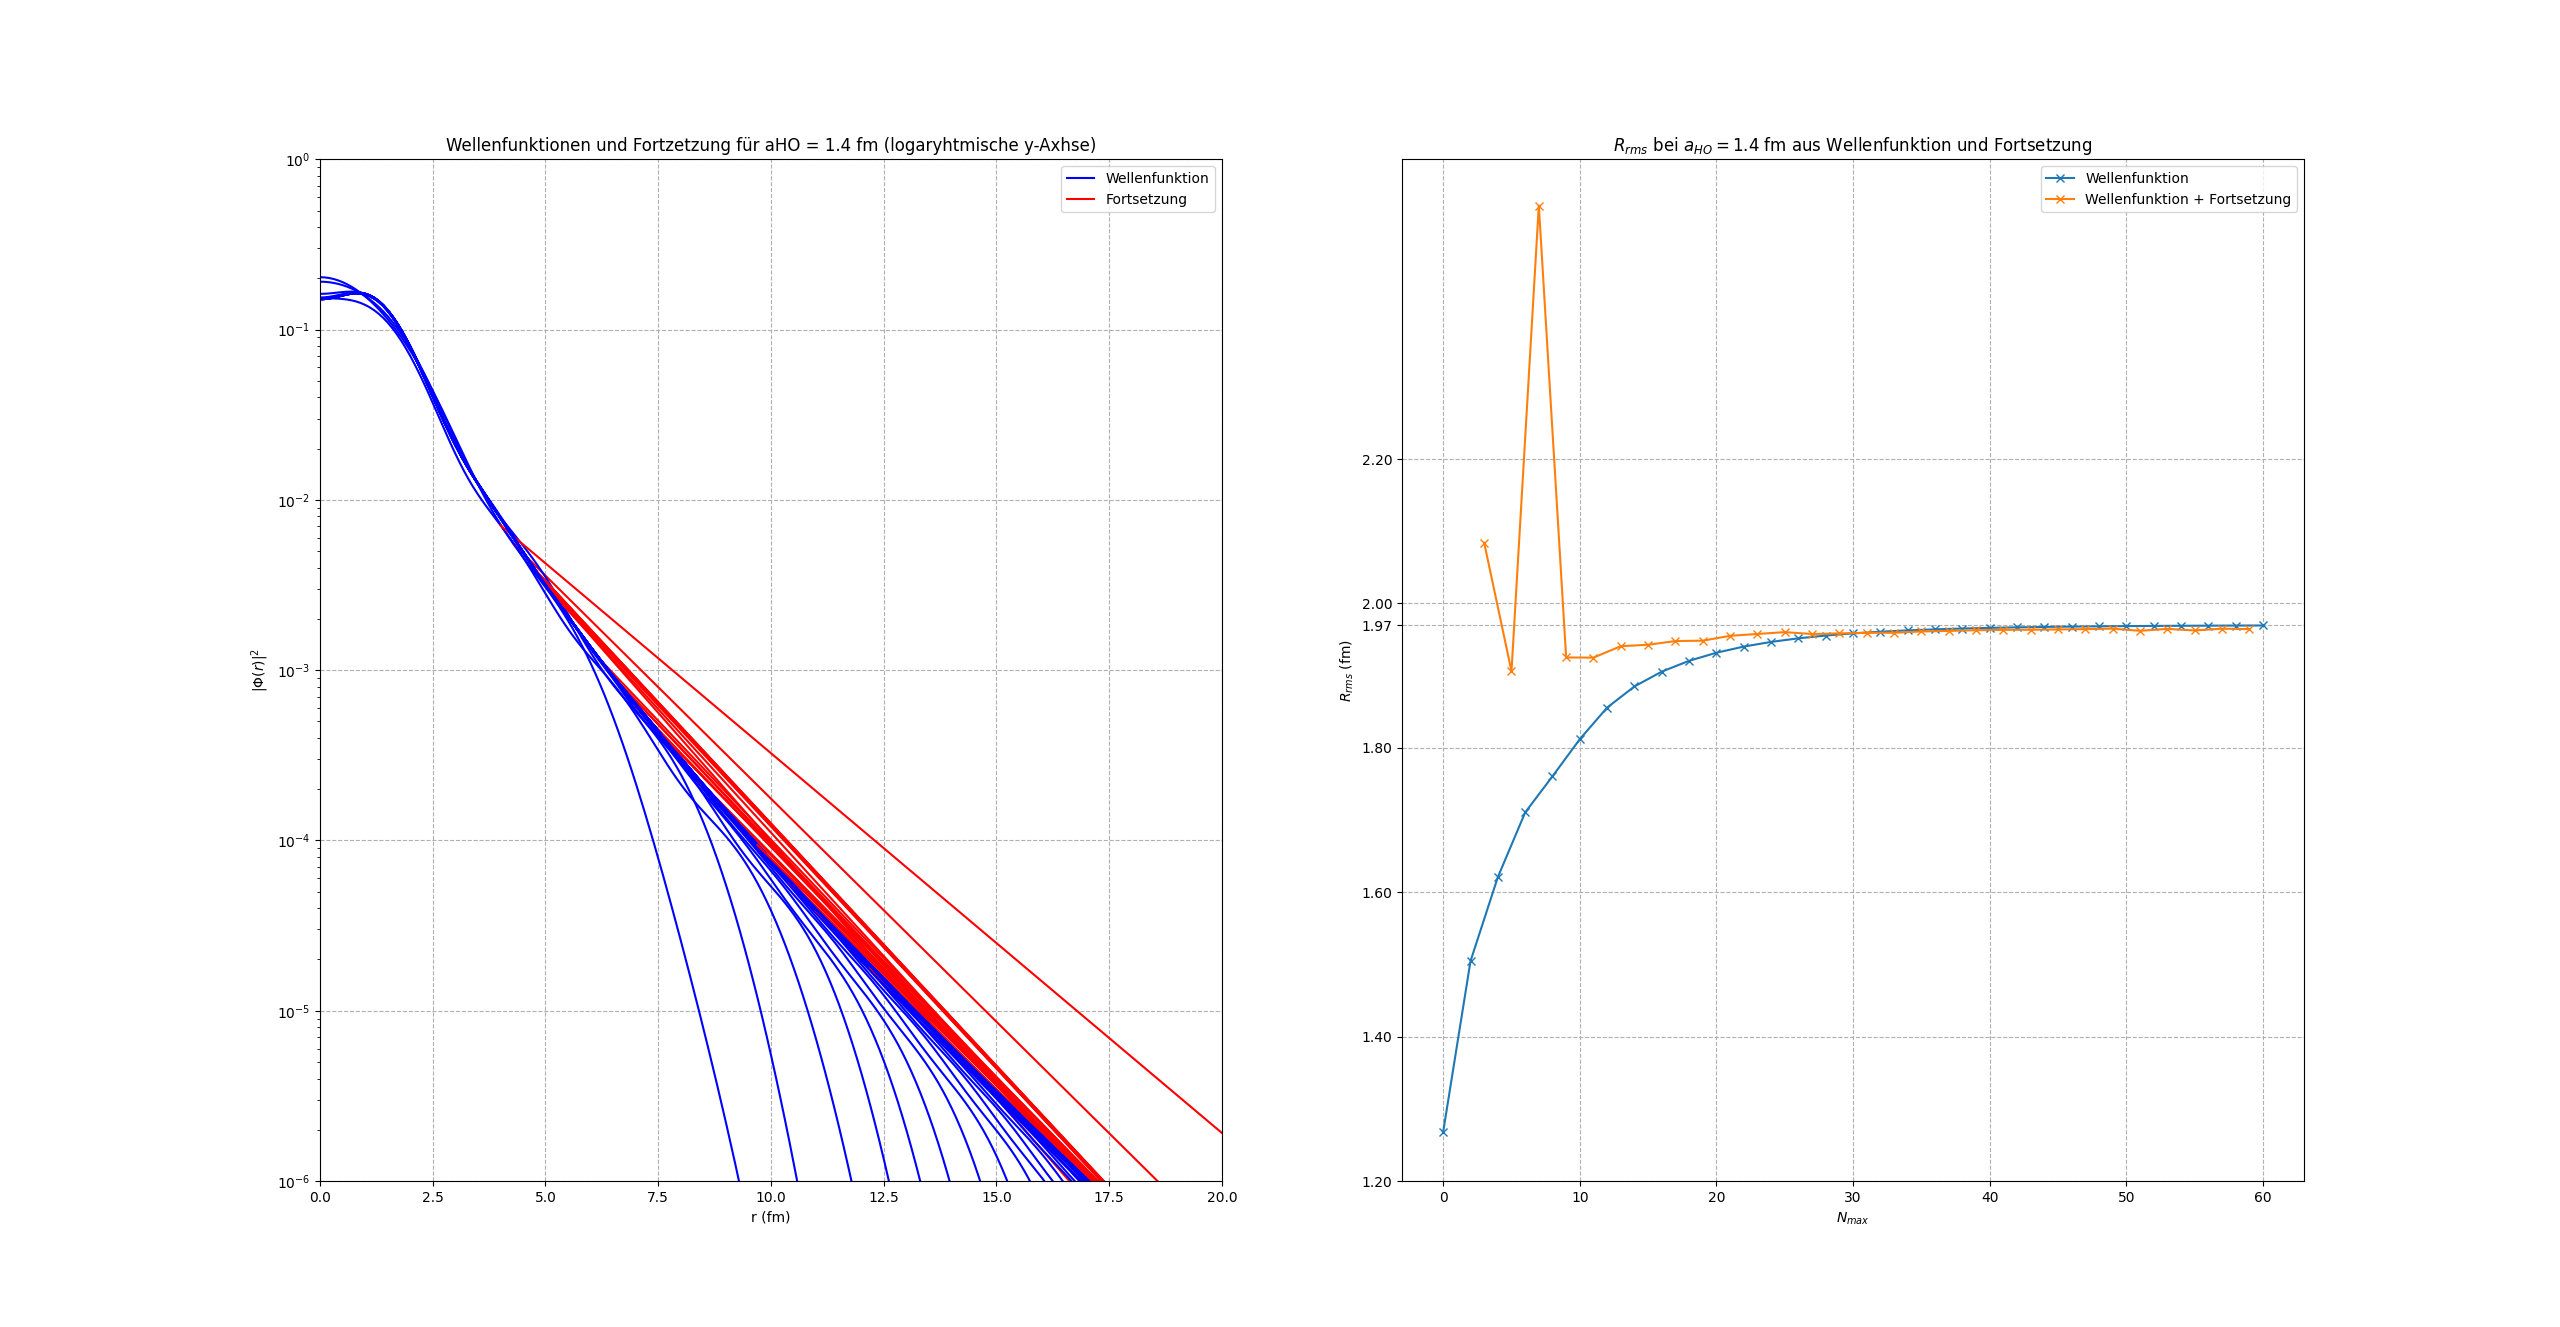 Wellenfunktionen und Fortzetzung für aHO = 1.4 fm (logaryhtmische y-Axhse)
Wellenfunktion
Fortsetzung
|Φ(r)|²
10⁰
10⁻¹
10⁻²
10⁻³
10⁻⁴
10⁻⁵
10⁻⁶
0.0 2.5 5.0 7.5 10.0 12.5 15.0 17.5 20.0
r (fm)
R_rms bei a_HO = 1.4 fm aus Wellenfunktion und Fortsetzung
Wellenfunktion
Wellenfunktion + Fortsetzung
R_rms (fm)
2.20
2.00
1.97
1.80
1.60
1.40
1.20
0 10 20 30 40 50 60
N_max